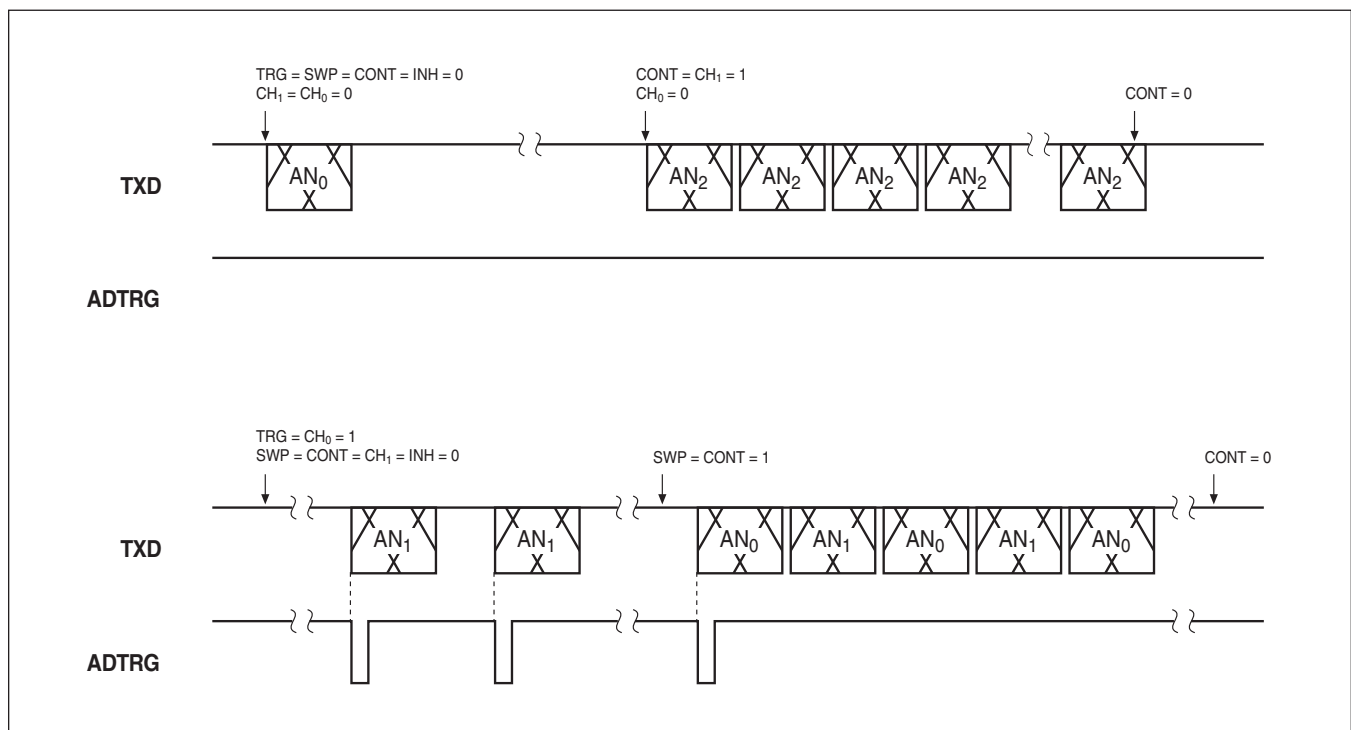 TRG = SWP = CONT = INH = 0
CH₁ = CH₀ = 0
CONT = CH₁ = 1
CH₀ = 0
CONT = 0
TXD
AN₀
AN₂
AN₂
AN₂
AN₂
AN₂
ADTRG
TRG = CH₀ = 1
SWP = CONT = CH₁ = INH = 0
SWP = CONT = 1
CONT = 0
TXD
AN₁
AN₁
AN₀
AN₁
AN₀
AN₁
AN₀
ADTRG